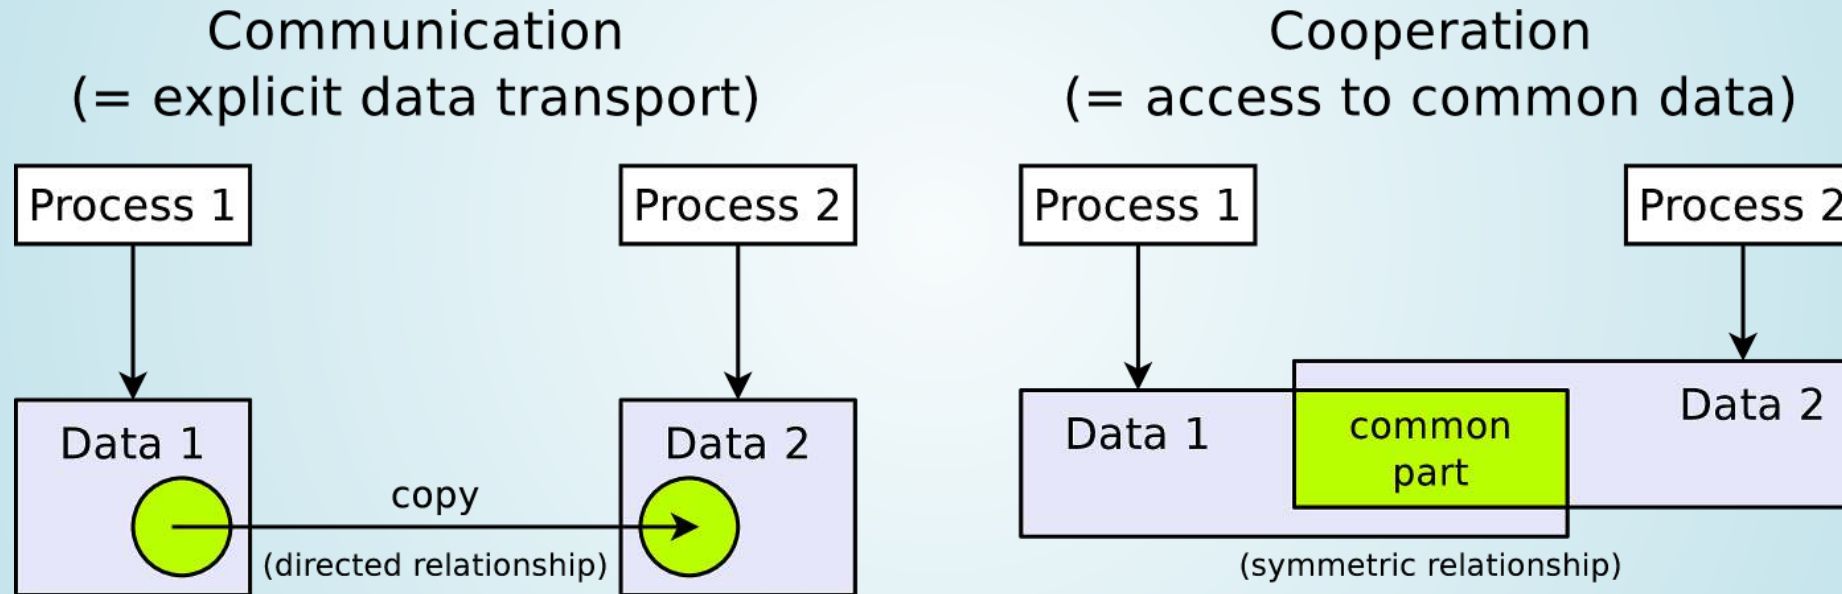 Communication
(= explicit data transport)
Process 1
Process 2
Data 1
Data 2
copy
(directed relationship)
Cooperation
(= access to common data)
Process 1
Process 2
Data 1
common
part
Data 2
(symmetric relationship)